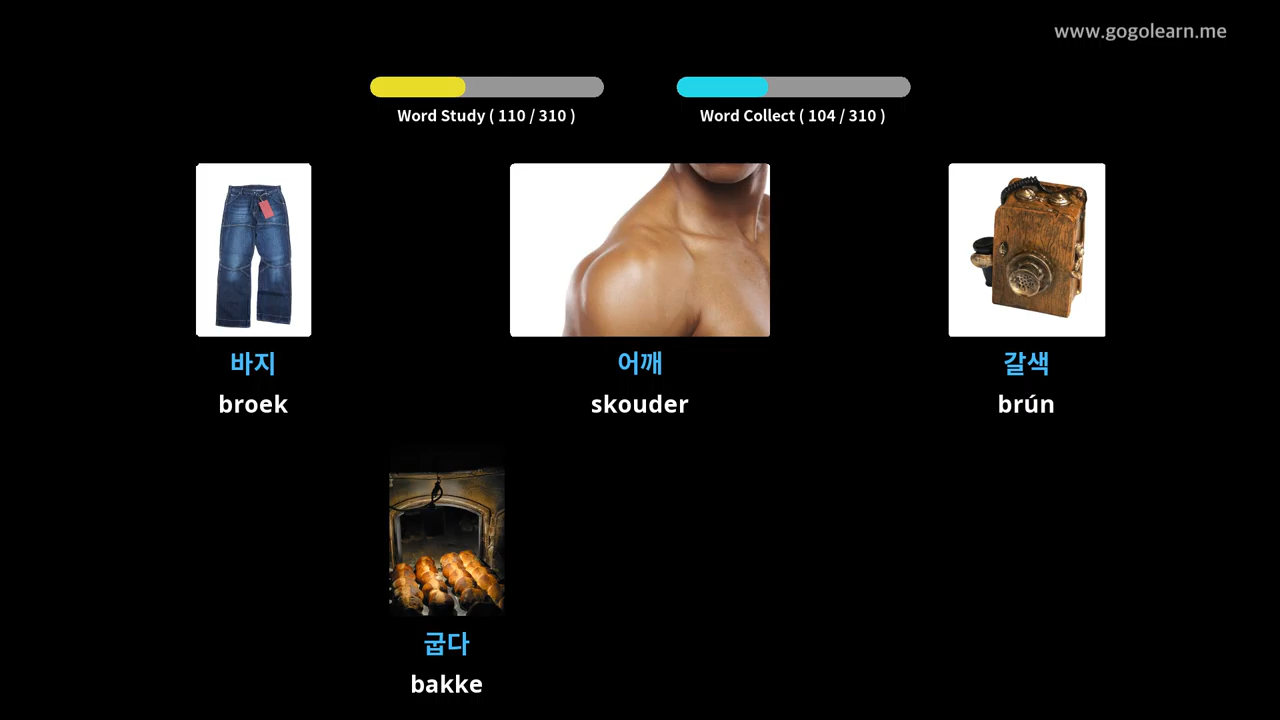 www.gogolearn.me
Word Study ( 110 / 310 )
Word Collect ( 104 / 310 )
바지
broek
어깨
skouder
갈색
brún
굽다
bakke